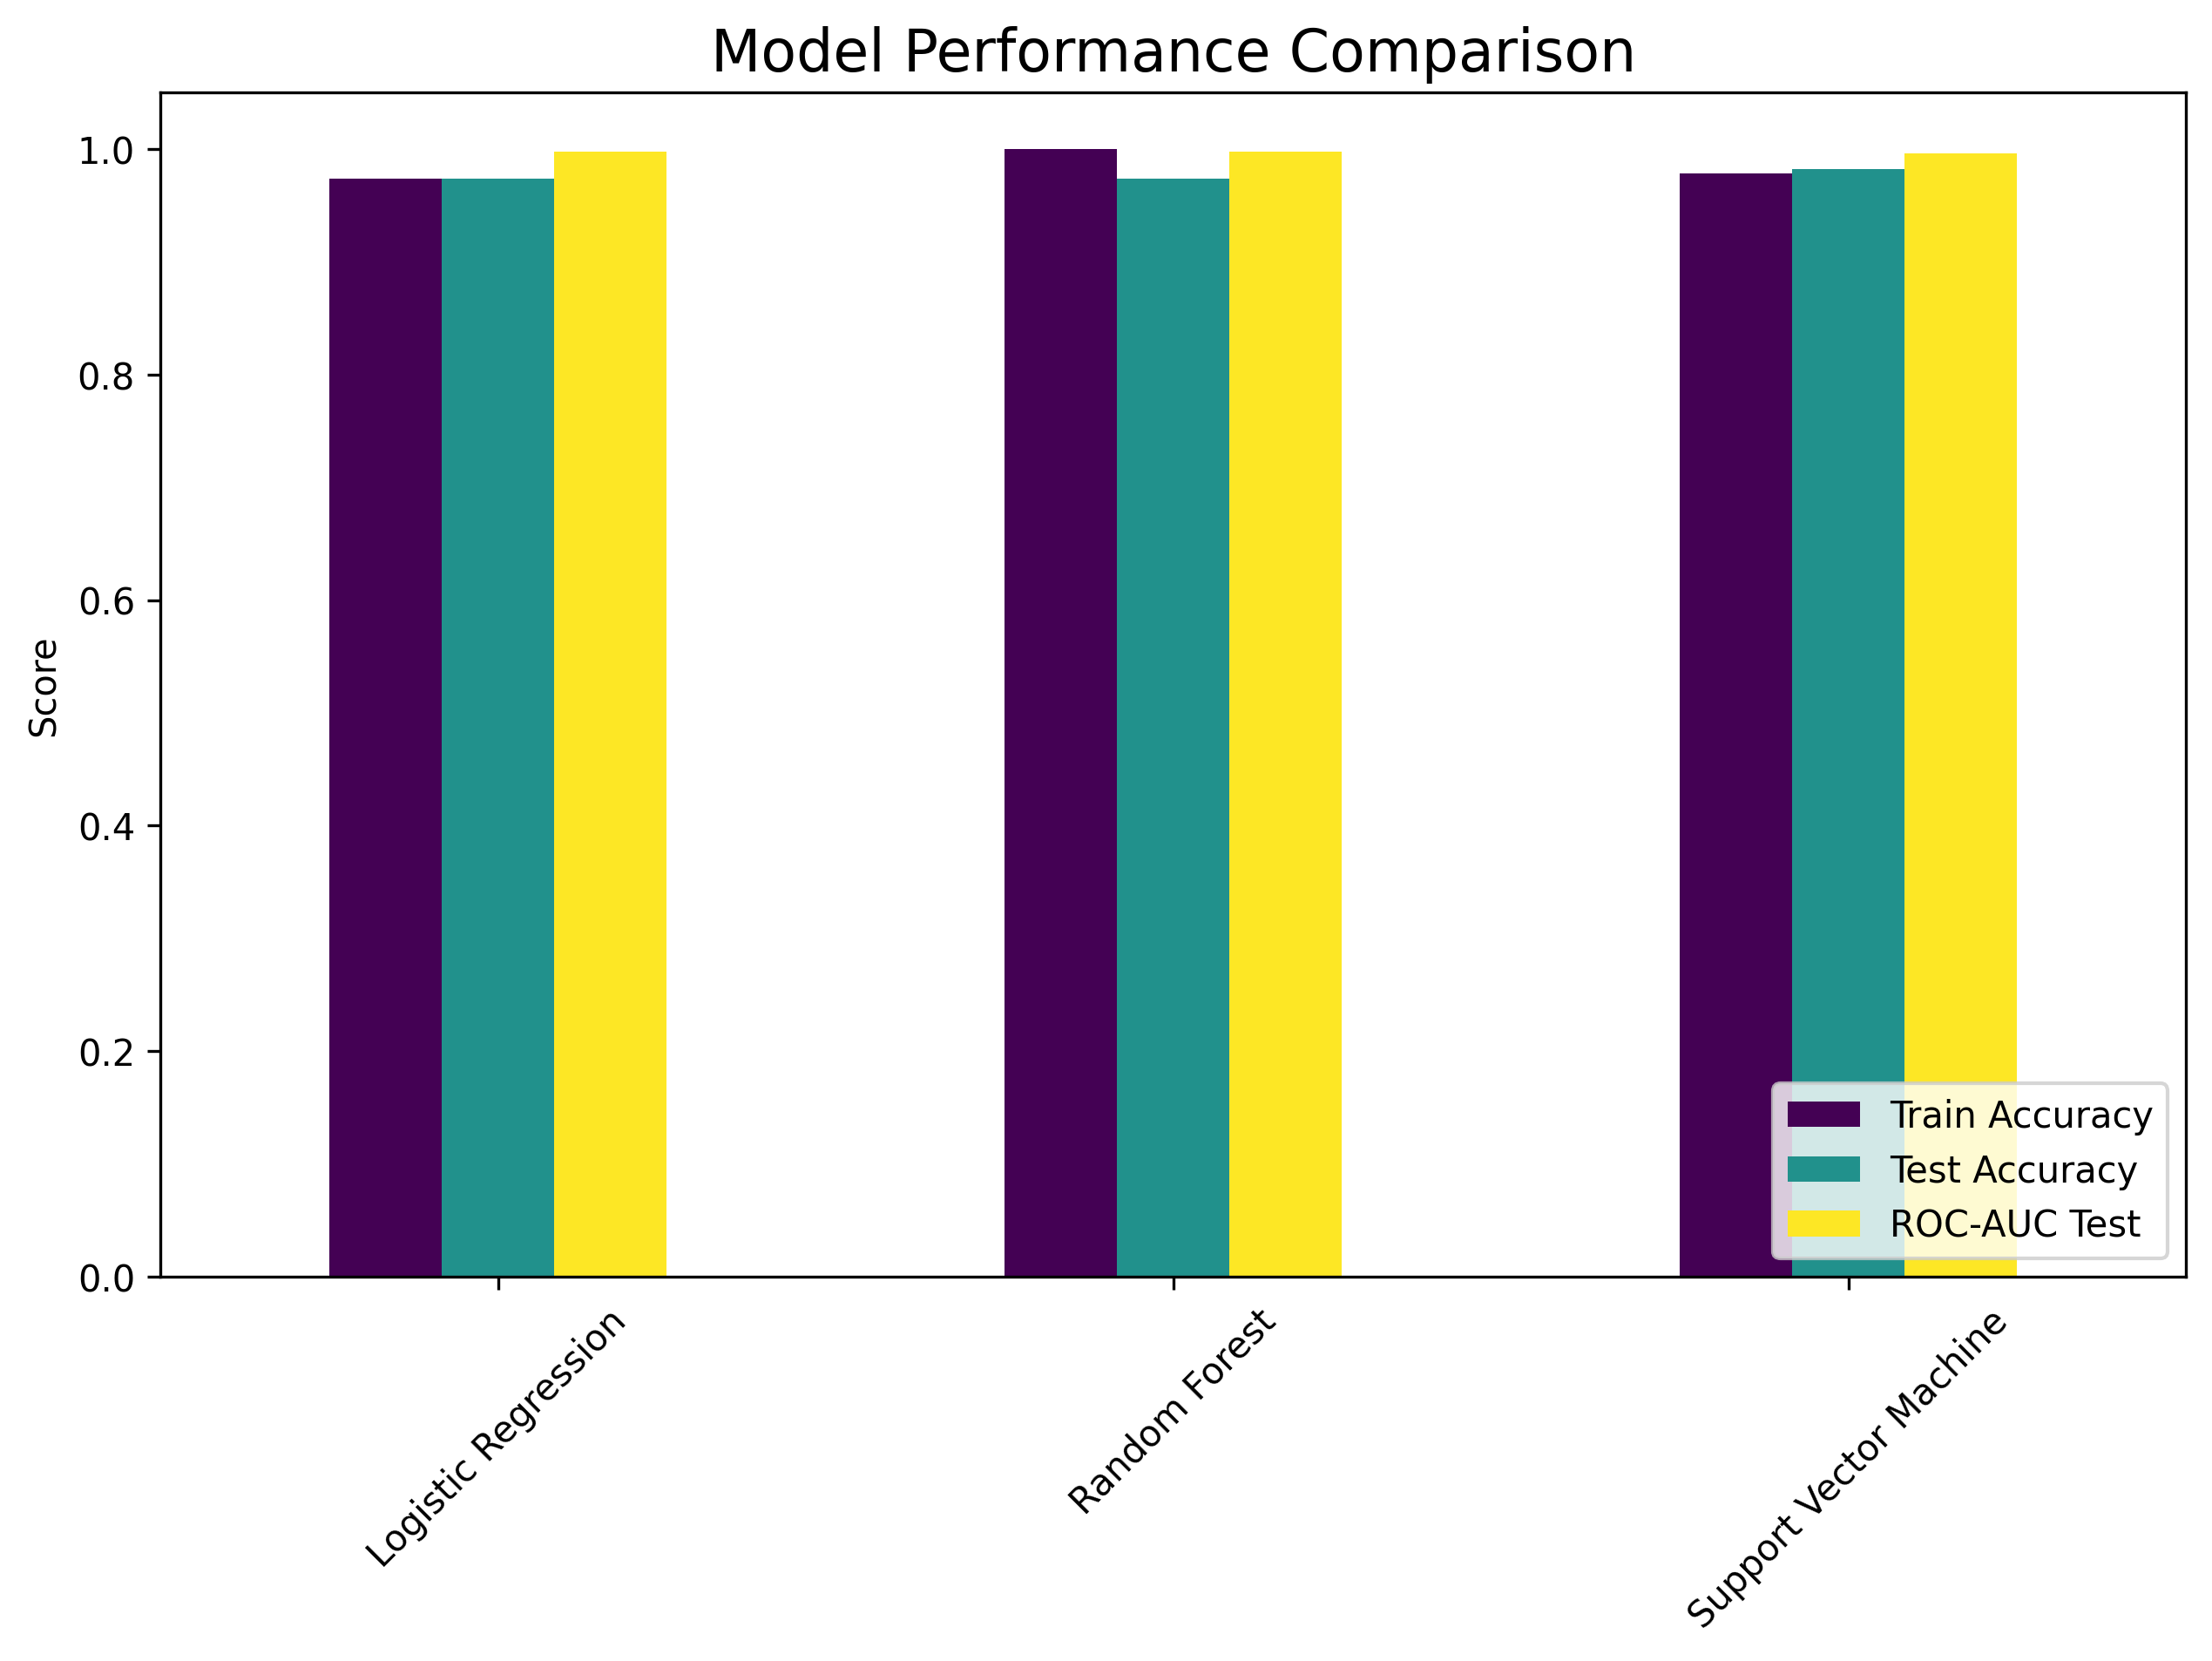 Model Performance Comparison
1.0
0.8
0.6
0.4
0.2
0.0
Score
Train Accuracy
Test Accuracy
ROC-AUC Test
Logistic Regression
Random Forest
Support Vector Machine